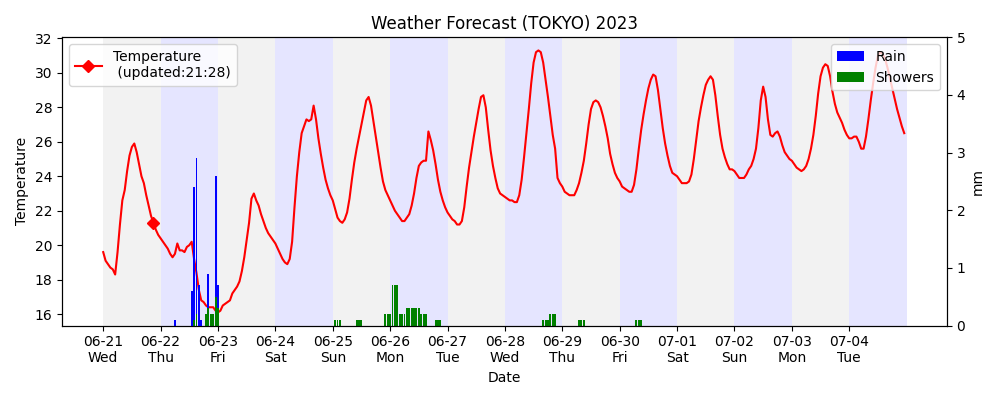 Weather Forecast (TOKYO) 2023
Temperature
(updated:21:28)
Rain
Showers
32
30
28
26
24
22
20
18
16
Temperature
5
4
3
2
1
0
mm
06-21 06-22 06-23 06-24 06-25 06-26 06-27 06-28 06-29 06-30 07-01 07-02 07-03 07-04
Wed Thu Fri Sat Sun Mon Tue Wed Thu Fri Sat Sun Mon Tue
Date